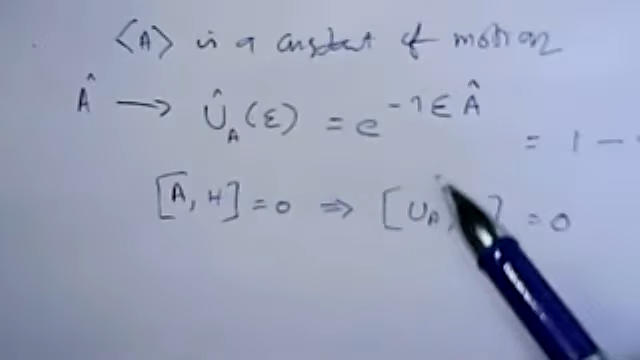 ⟨A⟩ is a constant of motion
Â → Û_A(ε) = e^{-iεÂ} = 1 -
[A, H] = 0 ⇒ [U_A, ] = 0